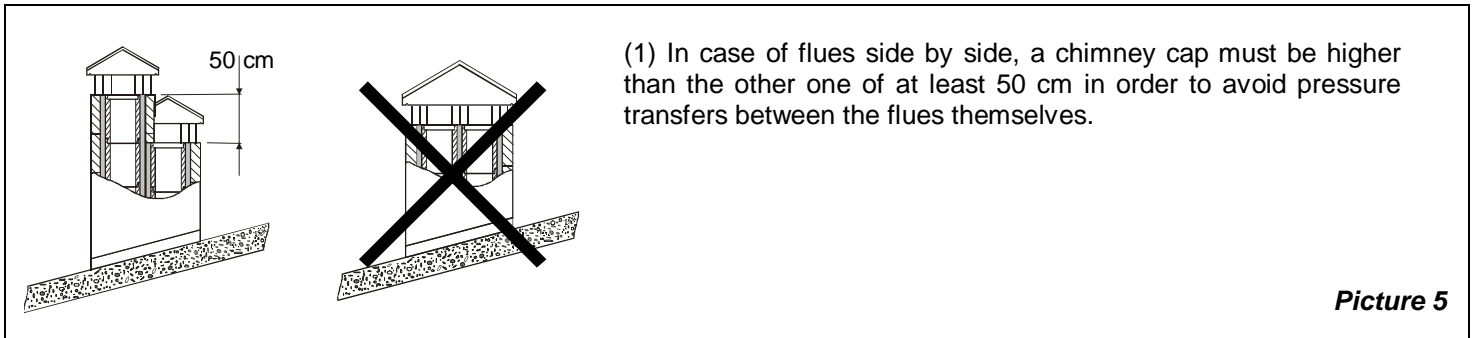 50 cm
(1) In case of flues side by side, a chimney cap must be higher
than the other one of at least 50 cm in order to avoid pressure
transfers between the flues themselves.
Picture 5